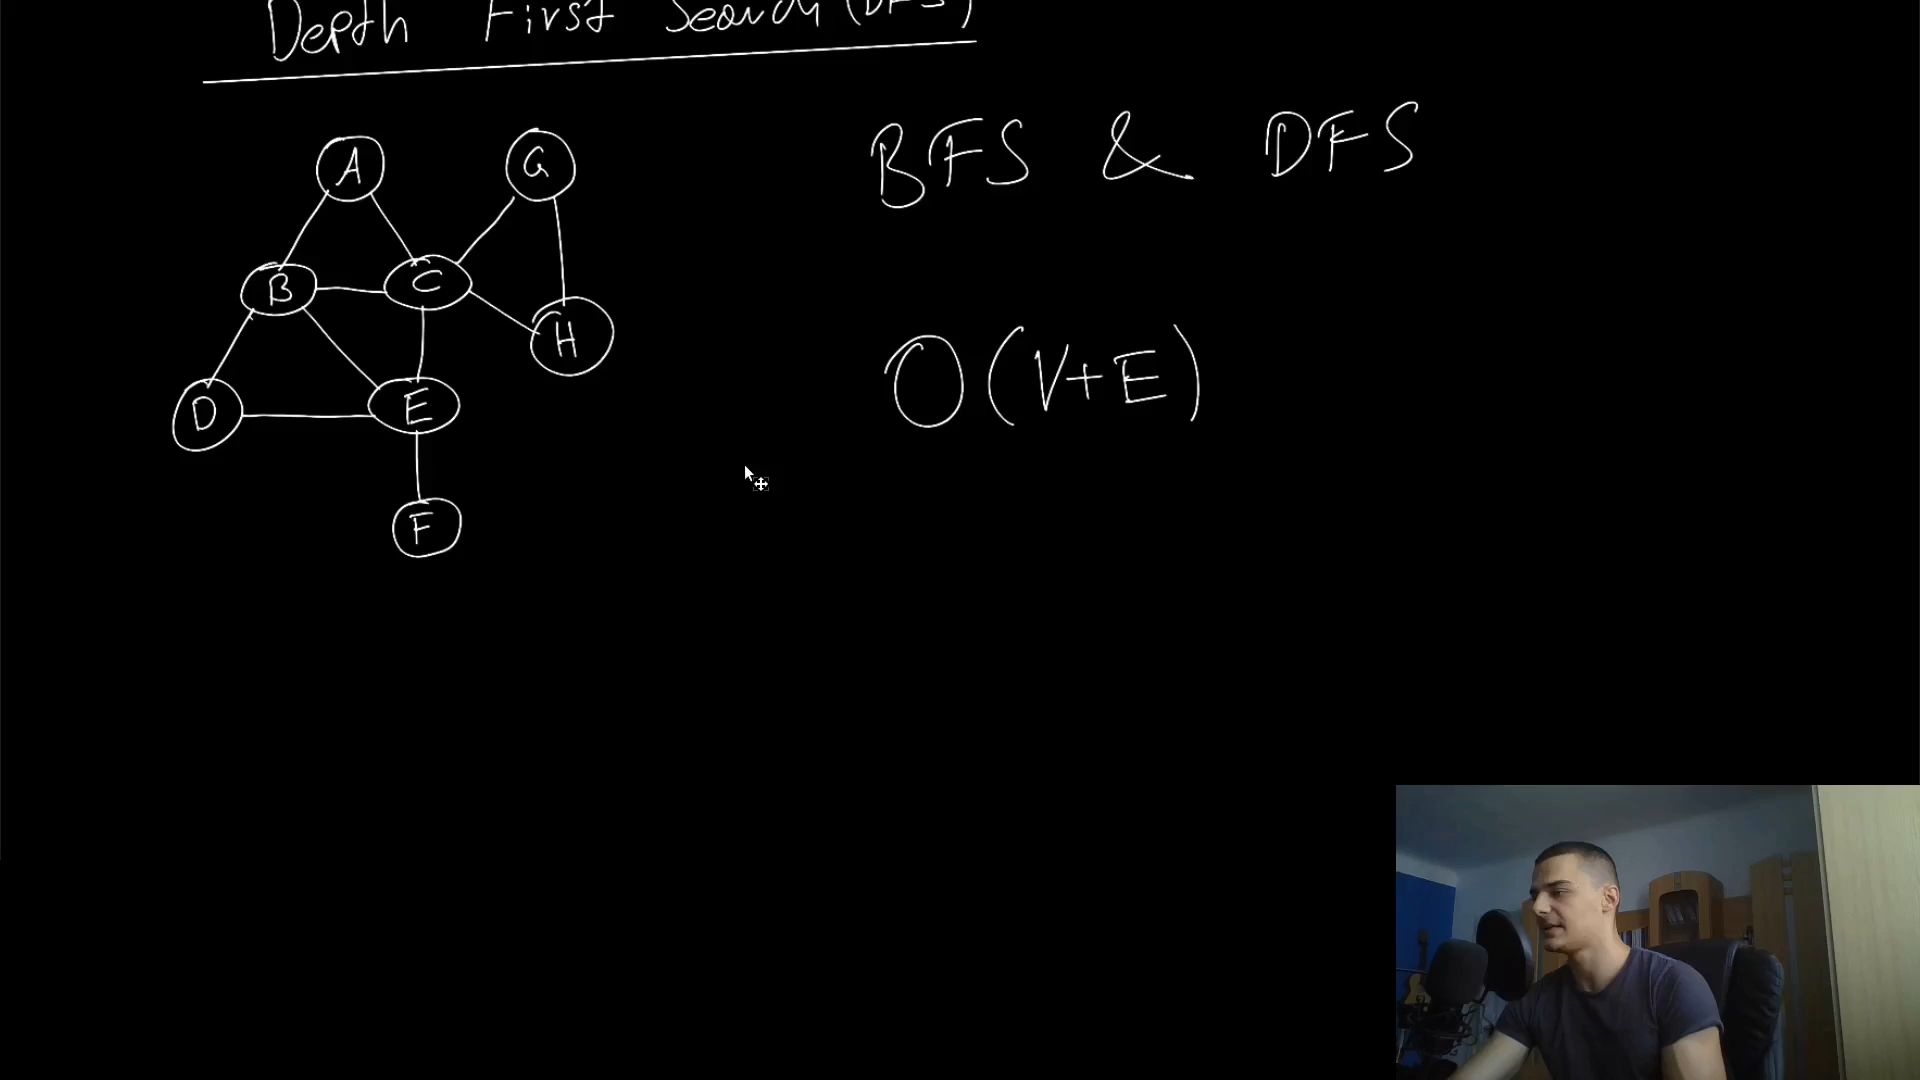 Depth First Search (DFS)
BFS & DFS
A
G
B
C
H
O(V+E)
D
E
F